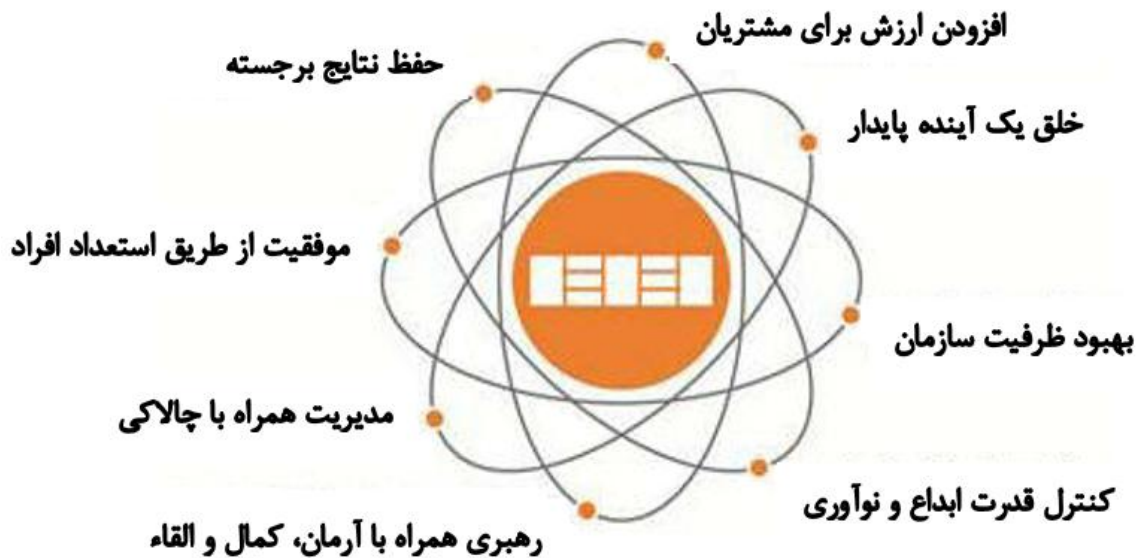 افزودن ارزش برای مشتریان
خلق یک آینده پایدار
بهبود ظرفیت سازمان
کنترل قدرت ابداع و نوآوری
رهبری همراه با آرمان، کمال و القاء
مدیریت همراه با چالاکی
موفقیت از طریق استعداد افراد
حفظ نتایج برجسته